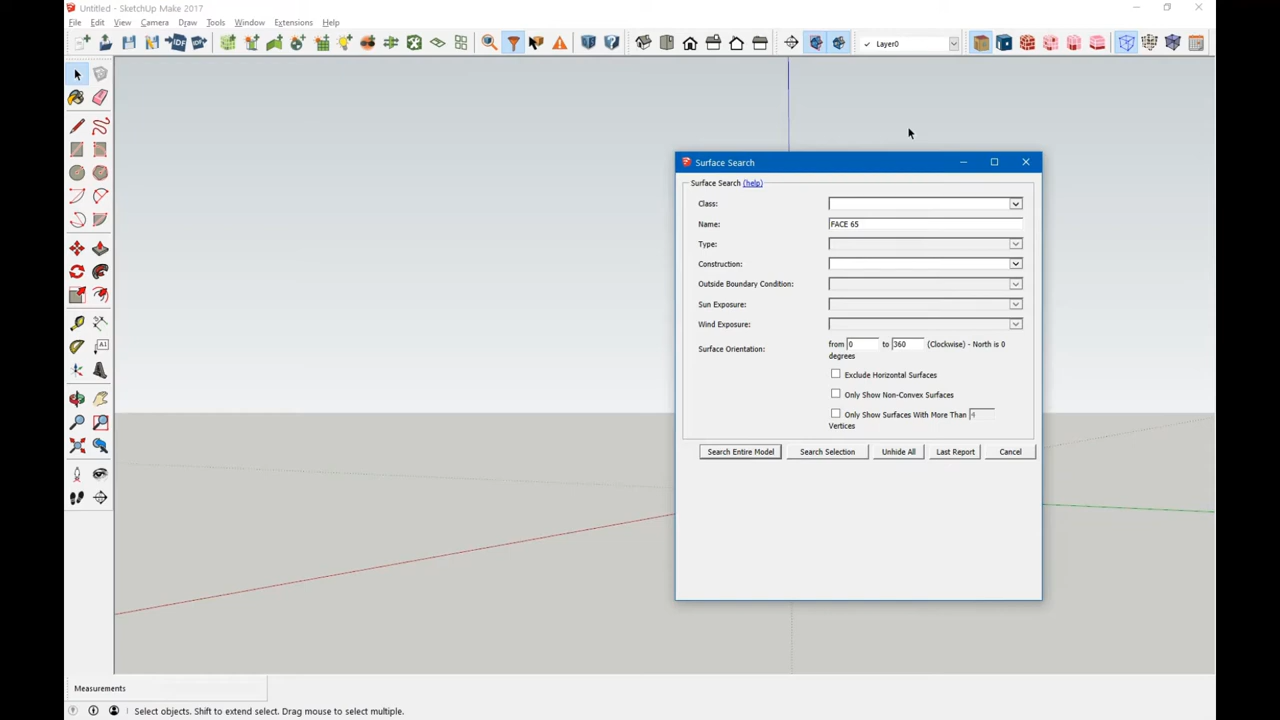 Untitled - SketchUp Make 2017
File Edit View Camera Draw Tools Window Extensions Help
IDF IDF
Layer0
A1
Surface Search
Surface Search (help)
Class:
Name: FACE 65
Type:
Construction:
Outside Boundary Condition:
Sun Exposure:
Wind Exposure:
Surface Orientation: from 0 to 360 (Clockwise) - North is 0
degrees
Exclude Horizontal Surfaces
Only Show Non-Convex Surfaces
Only Show Surfaces With More Than 4
Vertices
Search Entire Model Search Selection Unhide All Last Report Cancel
Measurements
Select objects. Shift to extend select. Drag mouse to select multiple.